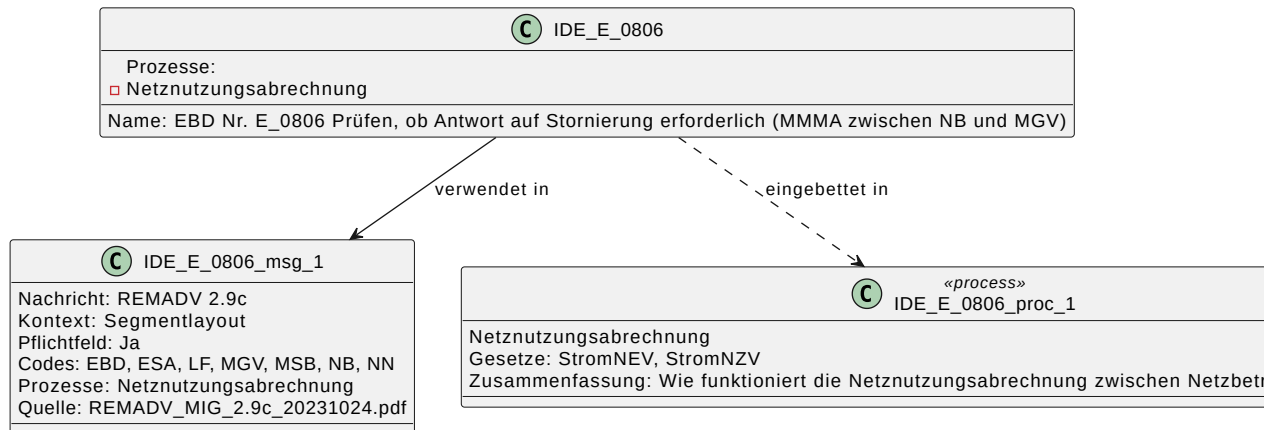 C IDE_E_0806
Prozesse:
Netznutzungsabrechnung
Name: EBD Nr. E_0806 Prüfen, ob Antwort auf Stornierung erforderlich (MMMA zwischen NB und MGV)
verwendet in
eingebettet in
C IDE_E_0806_msg_1
Nachricht: REMADV 2.9c
Kontext: Segmentlayout
Pflichtfeld: Ja
Codes: EBD, ESA, LF, MGV, MSB, NB, NN
Prozesse: Netznutzungsabrechnung
Quelle: REMADV_MIG_2.9c_20231024.pdf
«process»
C IDE_E_0806_proc_1
Netznutzungsabrechnung
Gesetze: StromNEV, StromNZV
Zusammenfassung: Wie funktioniert die Netznutzungsabrechnung zwischen Netzbetr